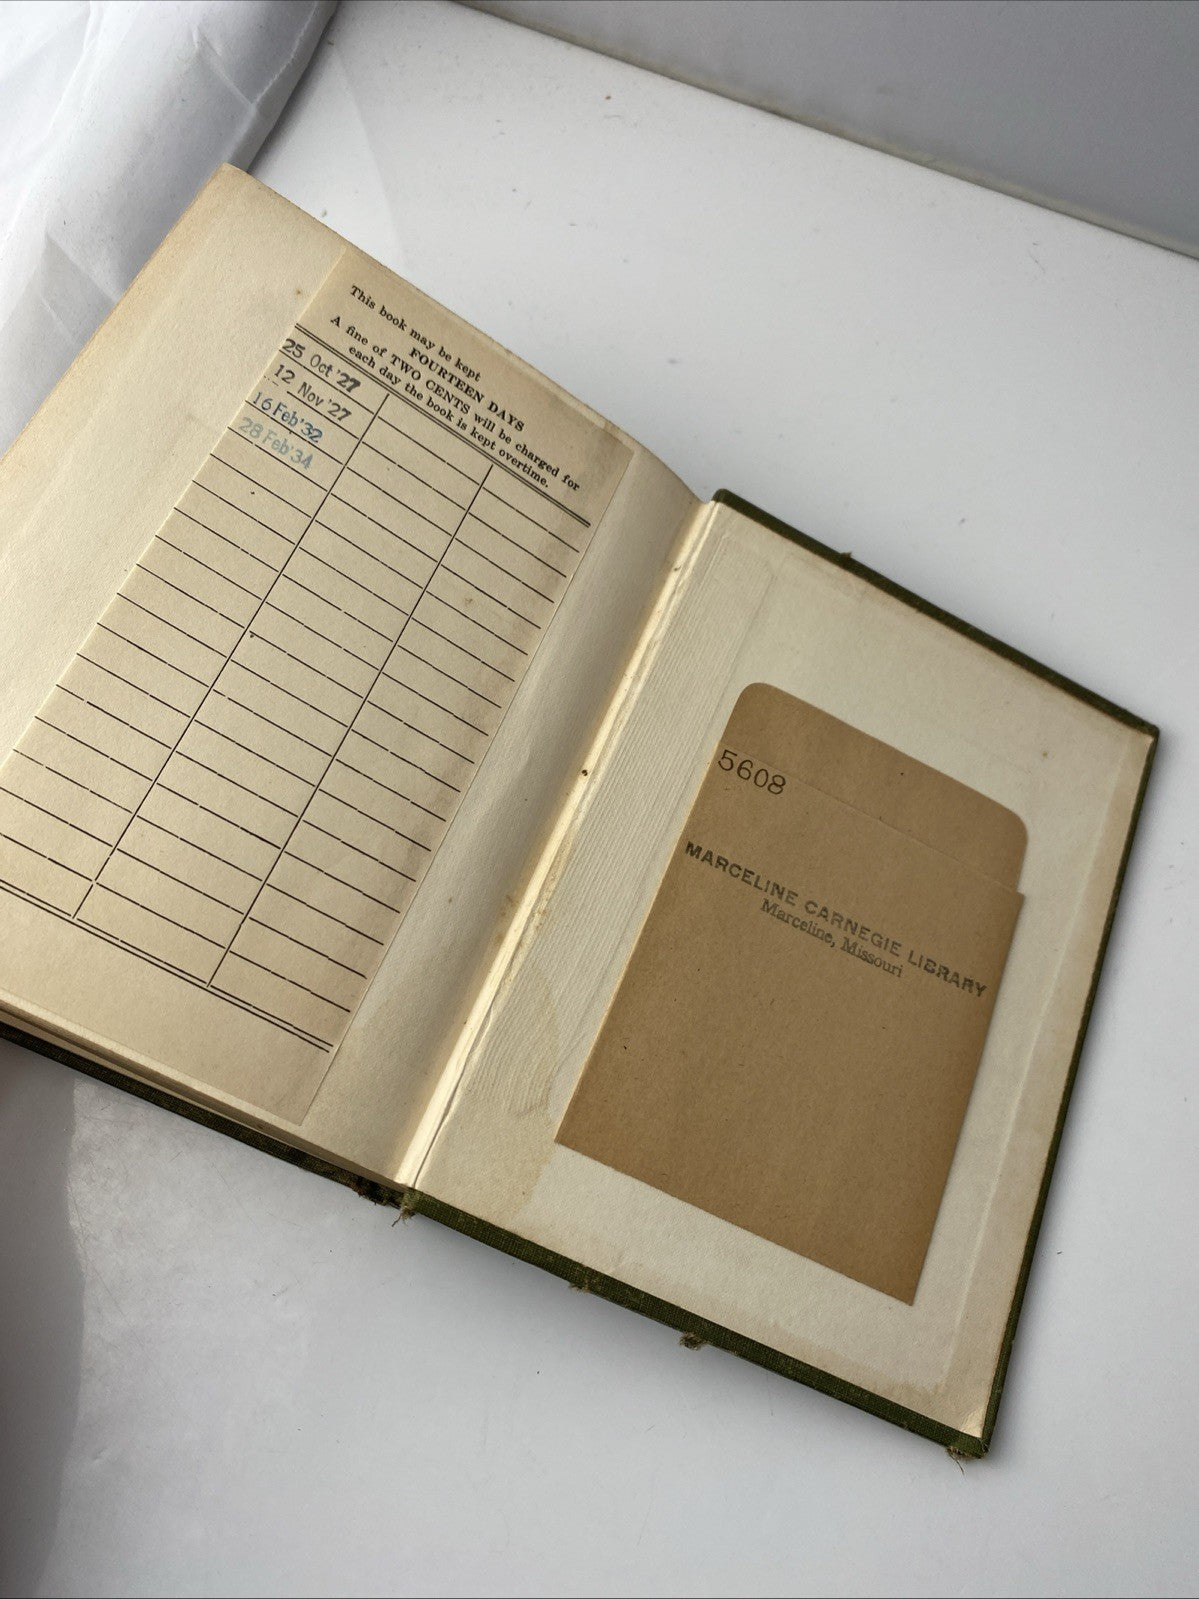 This book may be kept
FOURTEEN DAYS
A fine of TWO CENTS will be charged for
each day the book is kept overtime.
25 Oct '27
12 Nov '27
16 Feb '32
28 Feb '34
5608
MARCELINE CARNEGIE LIBRARY
Marceline, Missouri